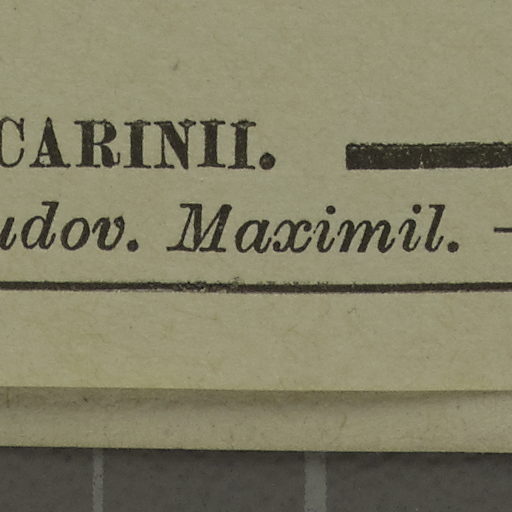 CARINII.
udov. Maximil. –